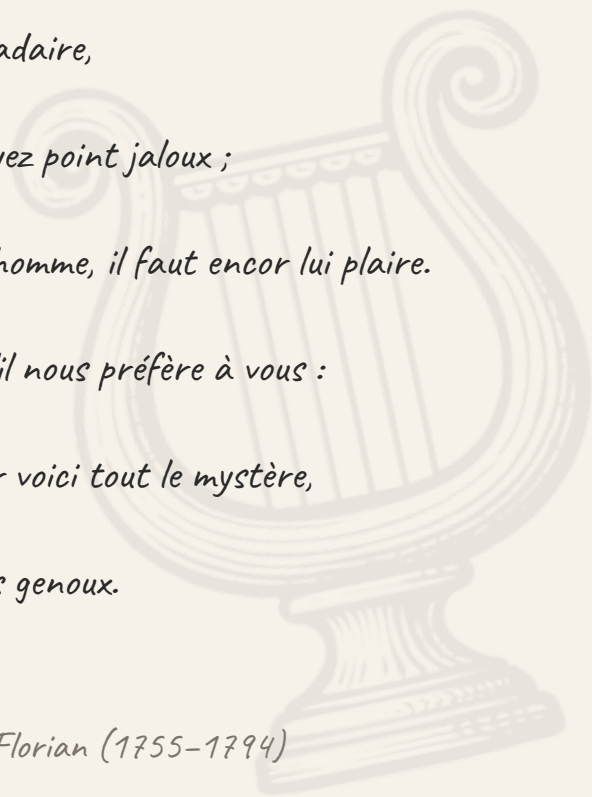 adaire,
vez point jaloux ;
homme, il faut encor lui plaire.
il nous préfère à vous :
r voici tout le mystère,
s genoux.
Florian (1755–1794)